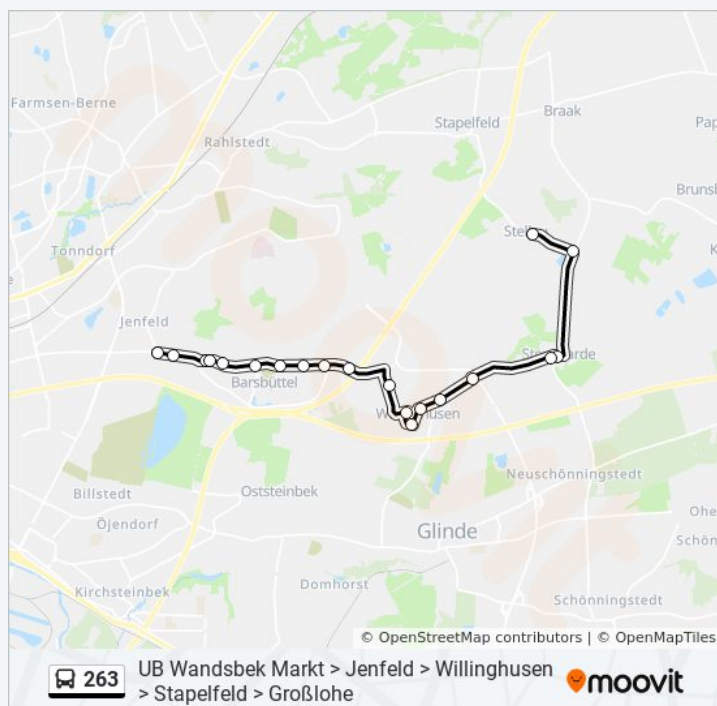 Farmsen-Berne
Braak
Stapelfeld
Rahlstedt
Brunsb
Tonndorf
Jenfeld
Barsbüttel
Billstedt
Oststeinbek
Neuschönningstedt
Öjendorf
Glinde
Ohe
Schön
Kirchsteinbek
Domhorst
Schönningstedt
© OpenStreetMap contributors | © OpenMapTiles
263
UB Wandsbek Markt > Jenfeld > Willinghusen
> Stapelfeld > Großlohe
moovit